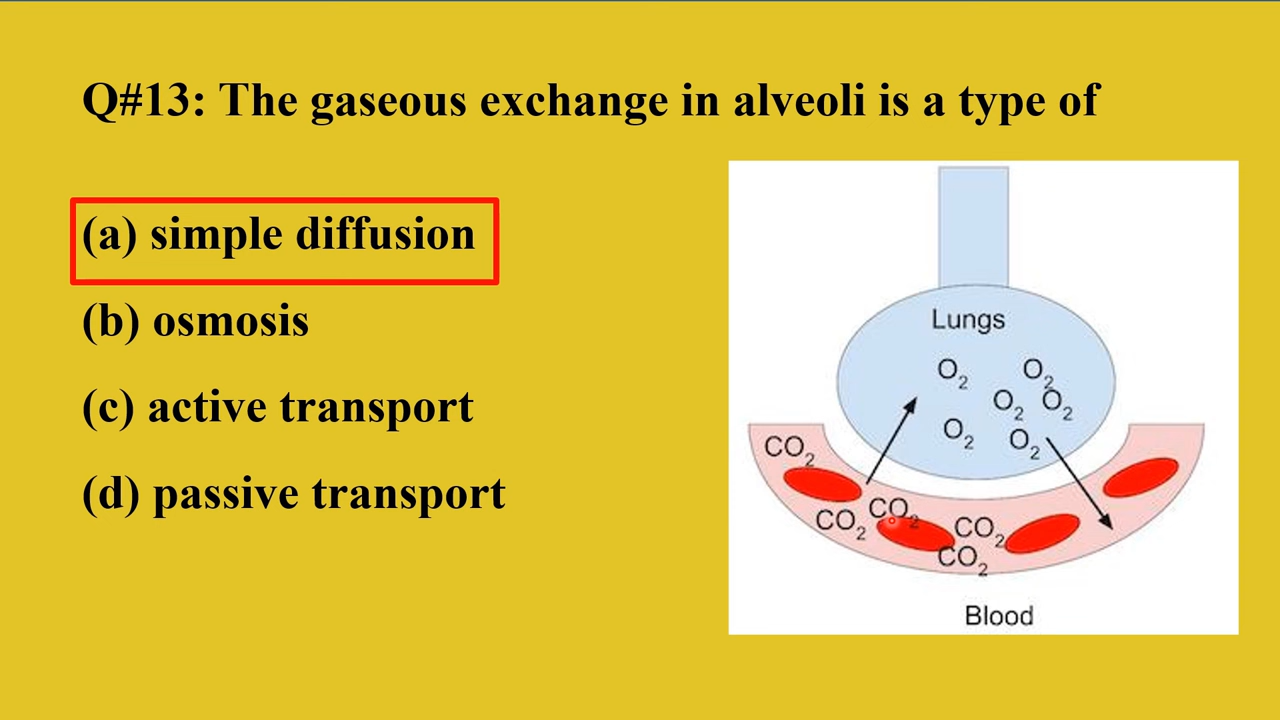 Q#13: The gaseous exchange in alveoli is a type of
(a) simple diffusion
(b) osmosis
(c) active transport
(d) passive transport
Lungs
O₂ O₂
O₂ O₂
O₂ O₂
CO₂
CO₂ CO₂ CO₂
CO₂
Blood